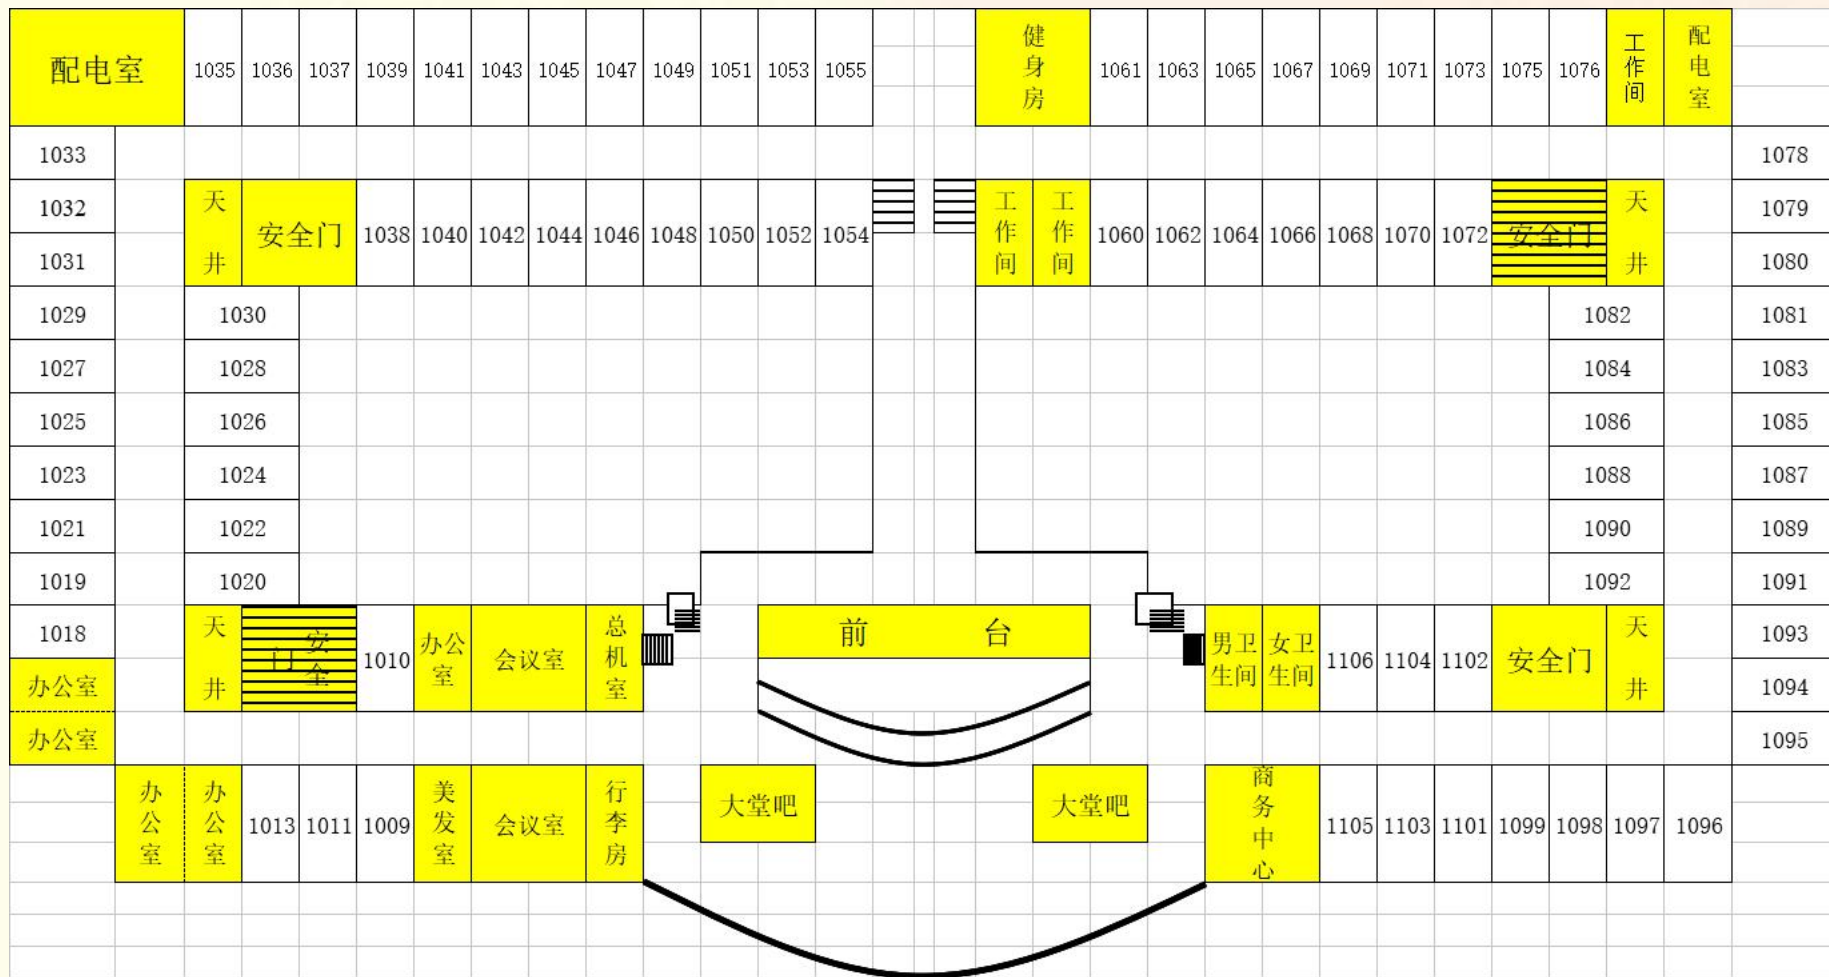 配电室 1035 1036 1037 1039 1041 1043 1045 1047 1049 1051 1053 1055 健身房 1061 1063 1065 1067 1069 1071 1073 1075 1076 工作间 配电室
1033 1078
1032 1079
天井 安全门 1038 1040 1042 1044 1046 1048 1050 1052 1054 工作间 工作间 1060 1062 1064 1066 1068 1070 1072 安全门 天井
1031 1080
1029 1030 1082 1081
1027 1028 1084 1083
1025 1026 1086 1085
1023 1024 1088 1087
1021 1022 1090 1089
1019 1020 1092 1091
1018 前台 1093
天井 安全门 1010 办公室 会议室 总机室 男卫生间 女卫生间 1106 1104 1102 安全门 天井
办公室 1094
办公室 1095
办公室 办公室 1013 1011 1009 美发室 会议室 行李房 大堂吧 大堂吧 商务中心 1105 1103 1101 1099 1098 1097 1096